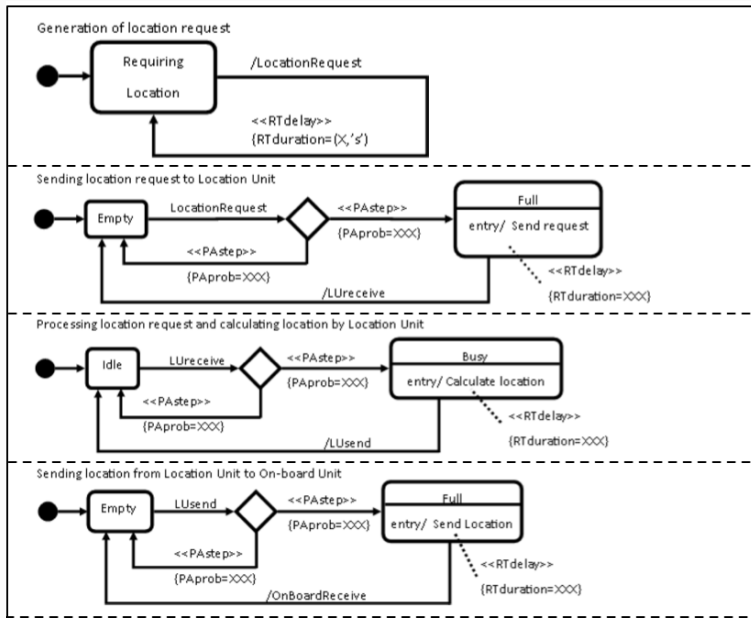 Generation of location request
Requiring
Location
/LocationRequest
<<RTdelay>>
{RTduration=(X,'s')
Sending location request to Location Unit
Empty
LocationRequest
<<PAstep>>
{PAprob=XXX}
<<PAstep>>
{PAprob=XXX}
Full
entry/ Send request
<<RTdelay>>
{RTduration=XXX}
/LUreceive
Processing location request and calculating location by Location Unit
Idle
LUreceive
<<PAstep>>
{PAprob=XXX}
<<PAstep>>
{PAprob=XXX}
Busy
entry/ Calculate location
<<RTdelay>>
{RTduration=XXX}
/LUsend
Sending location from Location Unit to On-board Unit
Empty
LUsend
<<PAstep>>
{PAprob=XXX}
<<PAstep>>
{PAprob=XXX}
Full
entry/ Send Location
<<RTdelay>>
{RTduration=XXX}
/OnBoardReceive